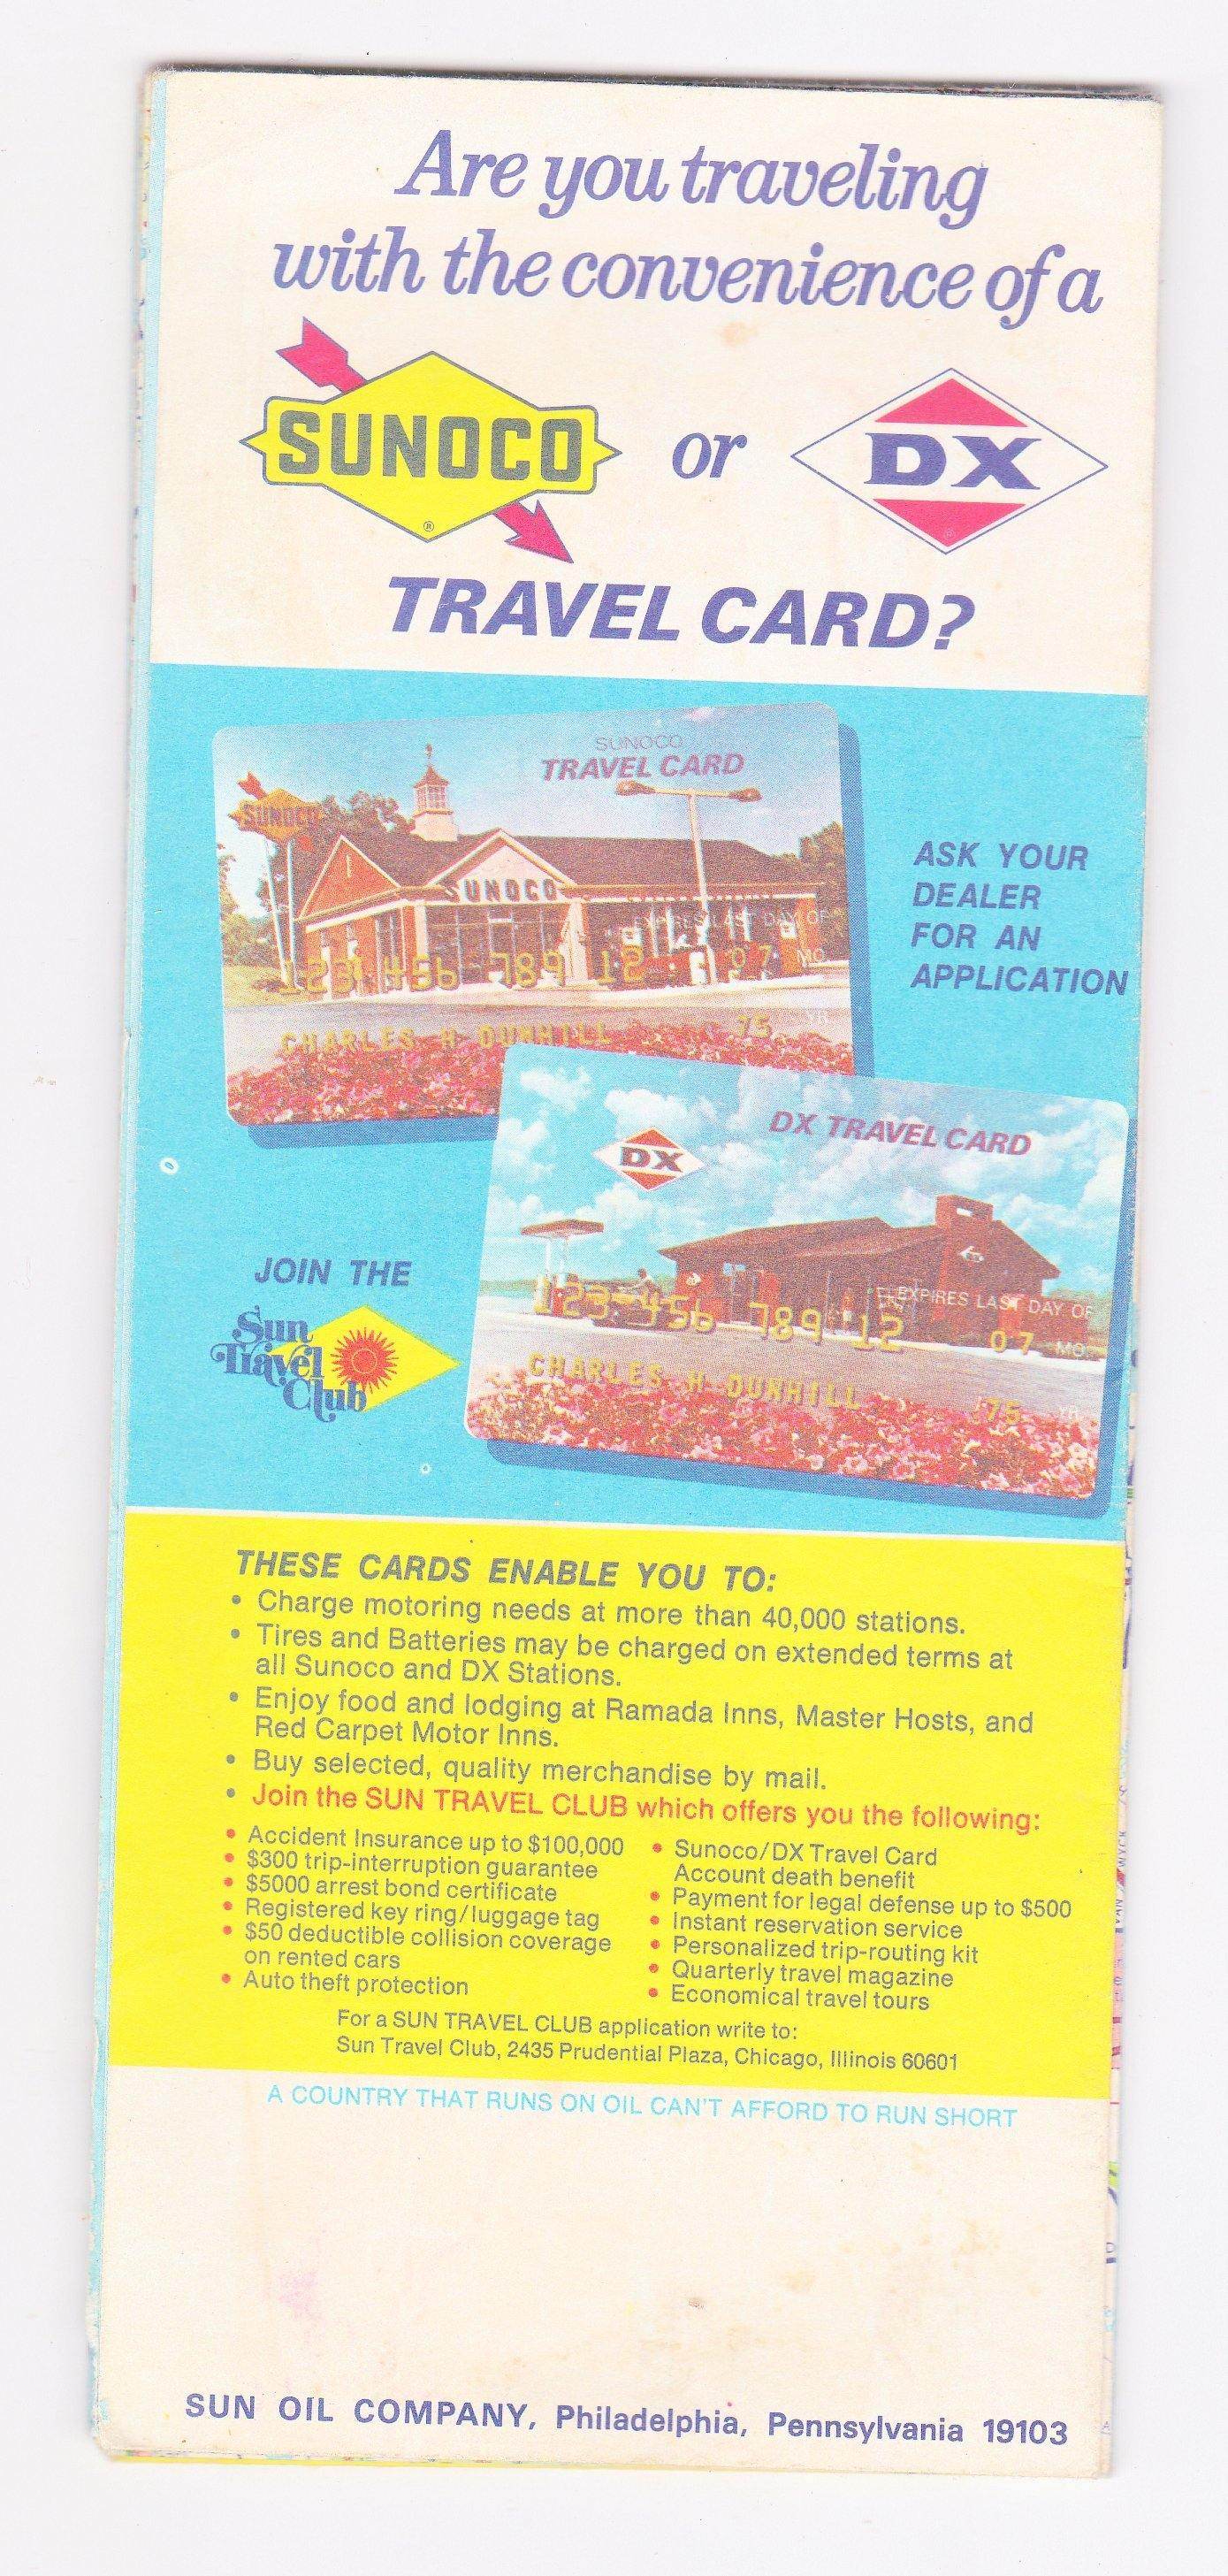 Are you traveling
with the convenience of a
SUNOCO
®
or
DX
®
TRAVEL CARD?
SUNOCO
TRAVEL CARD
SUNOCO
SUNOCO
EXPIRES LAST DAY OF
123 456 789 12 07 MO
CHARLES H DUNHILL 75 YR
ASK YOUR
DEALER
FOR AN
APPLICATION
DX TRAVEL CARD
DX
EXPIRES LAST DAY OF
123 456 789 12 07 MO
CHARLES H DUNHILL 75 YR
JOIN THE
Sun
Travel
Club
THESE CARDS ENABLE YOU TO:
• Charge motoring needs at more than 40,000 stations.
• Tires and Batteries may be charged on extended terms at
all Sunoco and DX Stations.
• Enjoy food and lodging at Ramada Inns, Master Hosts, and
Red Carpet Motor Inns.
• Buy selected, quality merchandise by mail.
• Join the SUN TRAVEL CLUB which offers you the following:
• Accident Insurance up to $100,000
• $300 trip-interruption guarantee
• $5000 arrest bond certificate
• Registered key ring/luggage tag
• $50 deductible collision coverage
on rented cars
• Auto theft protection
• Sunoco/DX Travel Card
Account death benefit
• Payment for legal defense up to $500
• Instant reservation service
• Personalized trip-routing kit
• Quarterly travel magazine
• Economical travel tours
For a SUN TRAVEL CLUB application write to:
Sun Travel Club, 2435 Prudential Plaza, Chicago, Illinois 60601
A COUNTRY THAT RUNS ON OIL CAN'T AFFORD TO RUN SHORT
SUN OIL COMPANY, Philadelphia, Pennsylvania 19103